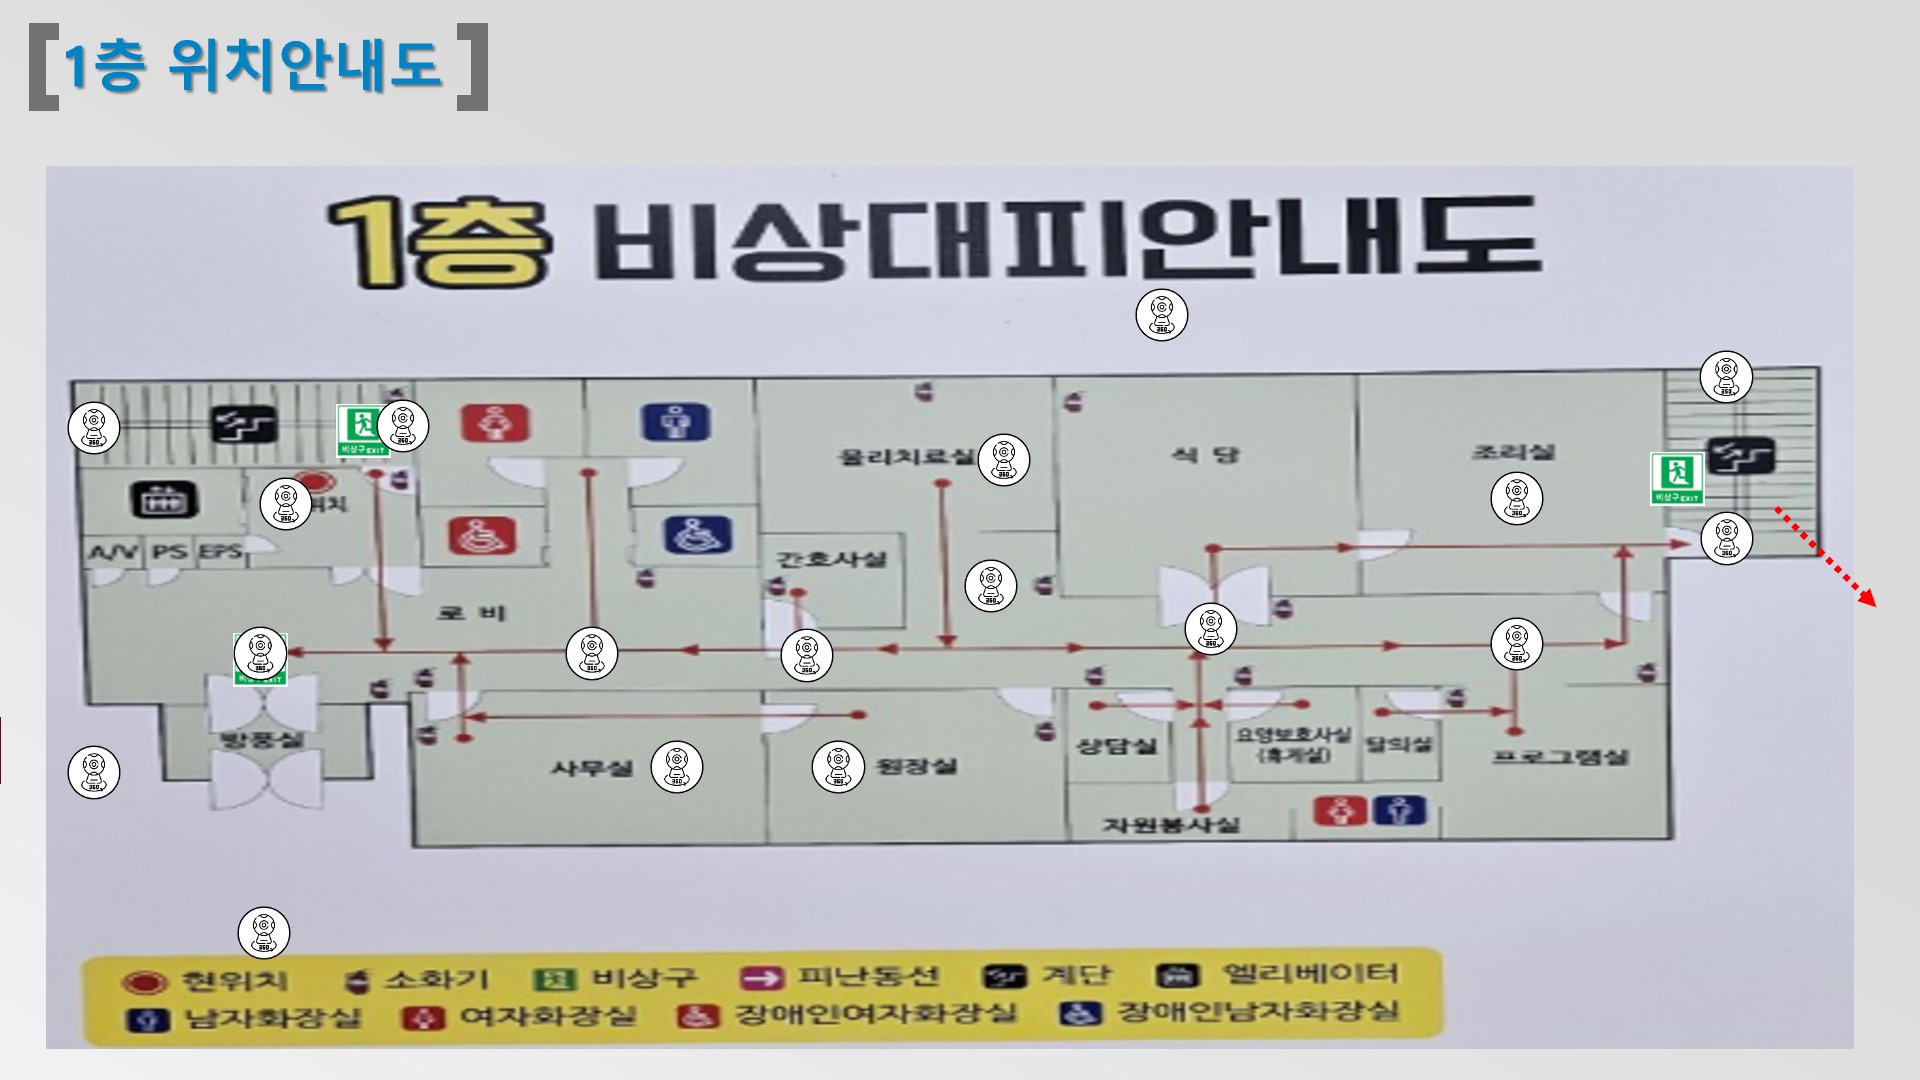 1층 위치안내도
1층 비상대피안내도
비상구 EXIT
물리치료실
식 당
조리실
비상구 EXIT
위치
A/V PS EPS
간호사실
로 비
방풍실
사무실
원장실
상담실
요양보호사실
(휴게실)
탈의실
프로그램실
자원봉사실
현위치 소화기 비상구 피난동선 계단 엘리베이터
남자화장실 여자화장실 장애인여자화장실 장애인남자화장실